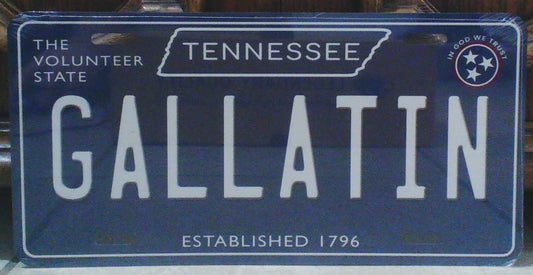 THE
VOLUNTEER
STATE
TENNESSEE
IN GOD WE TRUST
GALLATIN
ESTABLISHED 1796